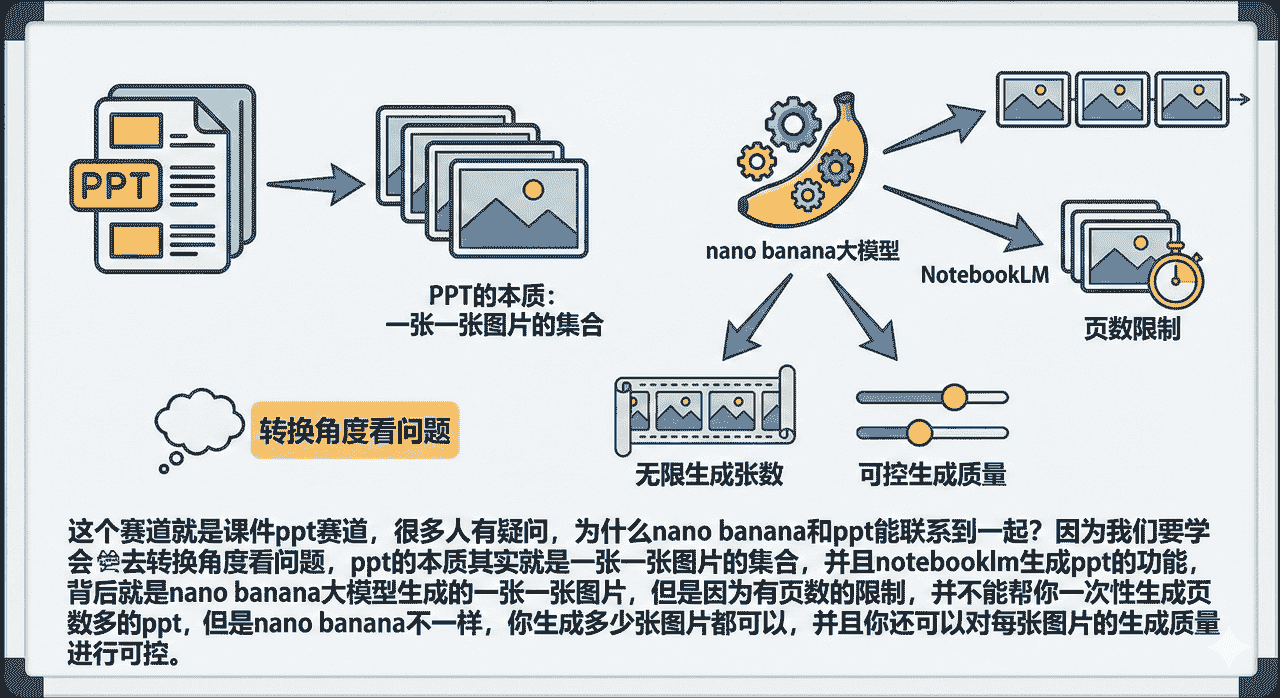 PPT
PPT的本质：
一张一张图片的集合
nano banana大模型
NotebookLM
页数限制
转换角度看问题
无限生成张数
可控生成质量
这个赛道就是课件ppt赛道，很多人有疑问，为什么nano banana和ppt能联系到一起？因为我们要学
会去转换角度看问题，ppt的本质其实就是一张一张图片的集合，并且notebooklm生成ppt的功能，
背后就是nano banana大模型生成的一张一张图片，但是因为有页数的限制，并不能帮你一次性生成页
数多的ppt，但是nano banana不一样，你生成多少张图片都可以，并且你还可以对每张图片的生成质量
进行可控。